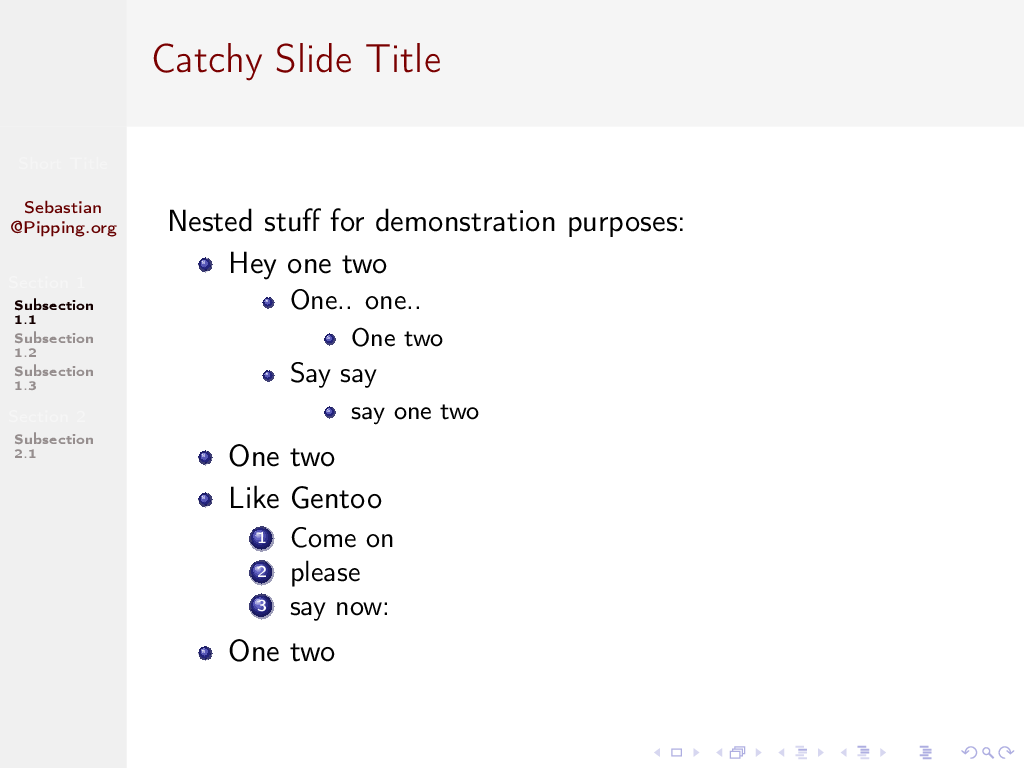 Catchy Slide Title
Short Title
Sebastian
@Pipping.org
Section 1
Subsection
1.1
Subsection
1.2
Subsection
1.3
Section 2
Subsection
2.1
Nested stuff for demonstration purposes:
Hey one two
One.. one..
One two
Say say
say one two
One two
Like Gentoo
1 Come on
2 please
3 say now:
One two